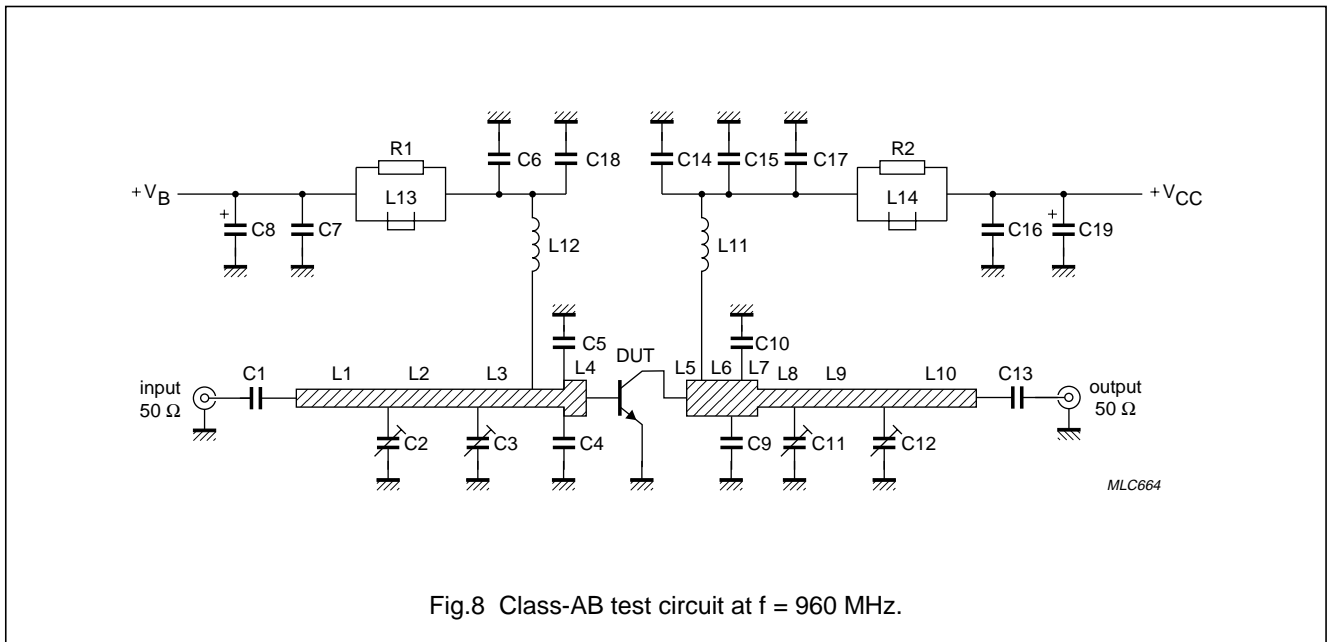 R1
C6
C18
C14
C15
C17
R2
+VB
L13
L14
+VCC
+
C8
C7
L12
L11
C16
+
C19
C5
DUT
C10
input
50 Ω
C1
L1
L2
L3
L4
L5
L6
L7
L8
L9
L10
C13
output
50 Ω
C2
C3
C4
C9
C11
C12
MLC664
Fig.8 Class-AB test circuit at f = 960 MHz.